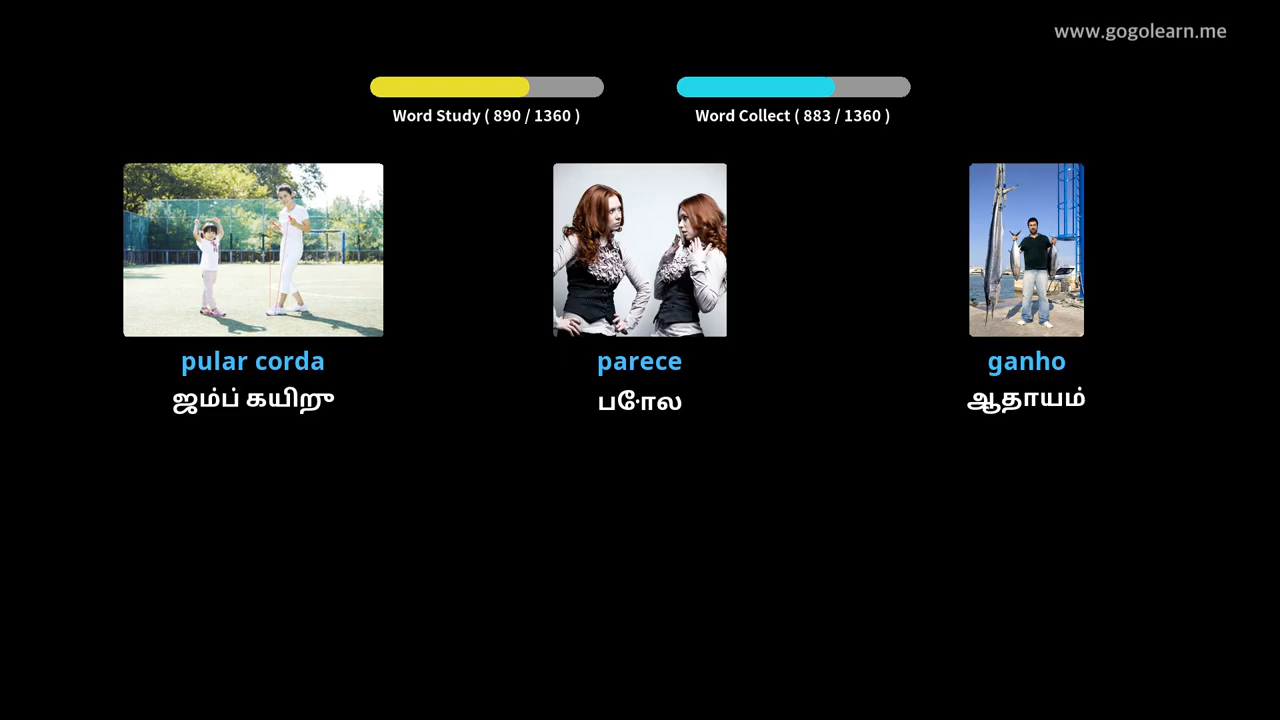 www.gogolearn.me
Word Study ( 890 / 1360 )
Word Collect ( 883 / 1360 )
pular corda
parece
ganho
ஜம்ப் கயிறு
போல
ஆதாயம்